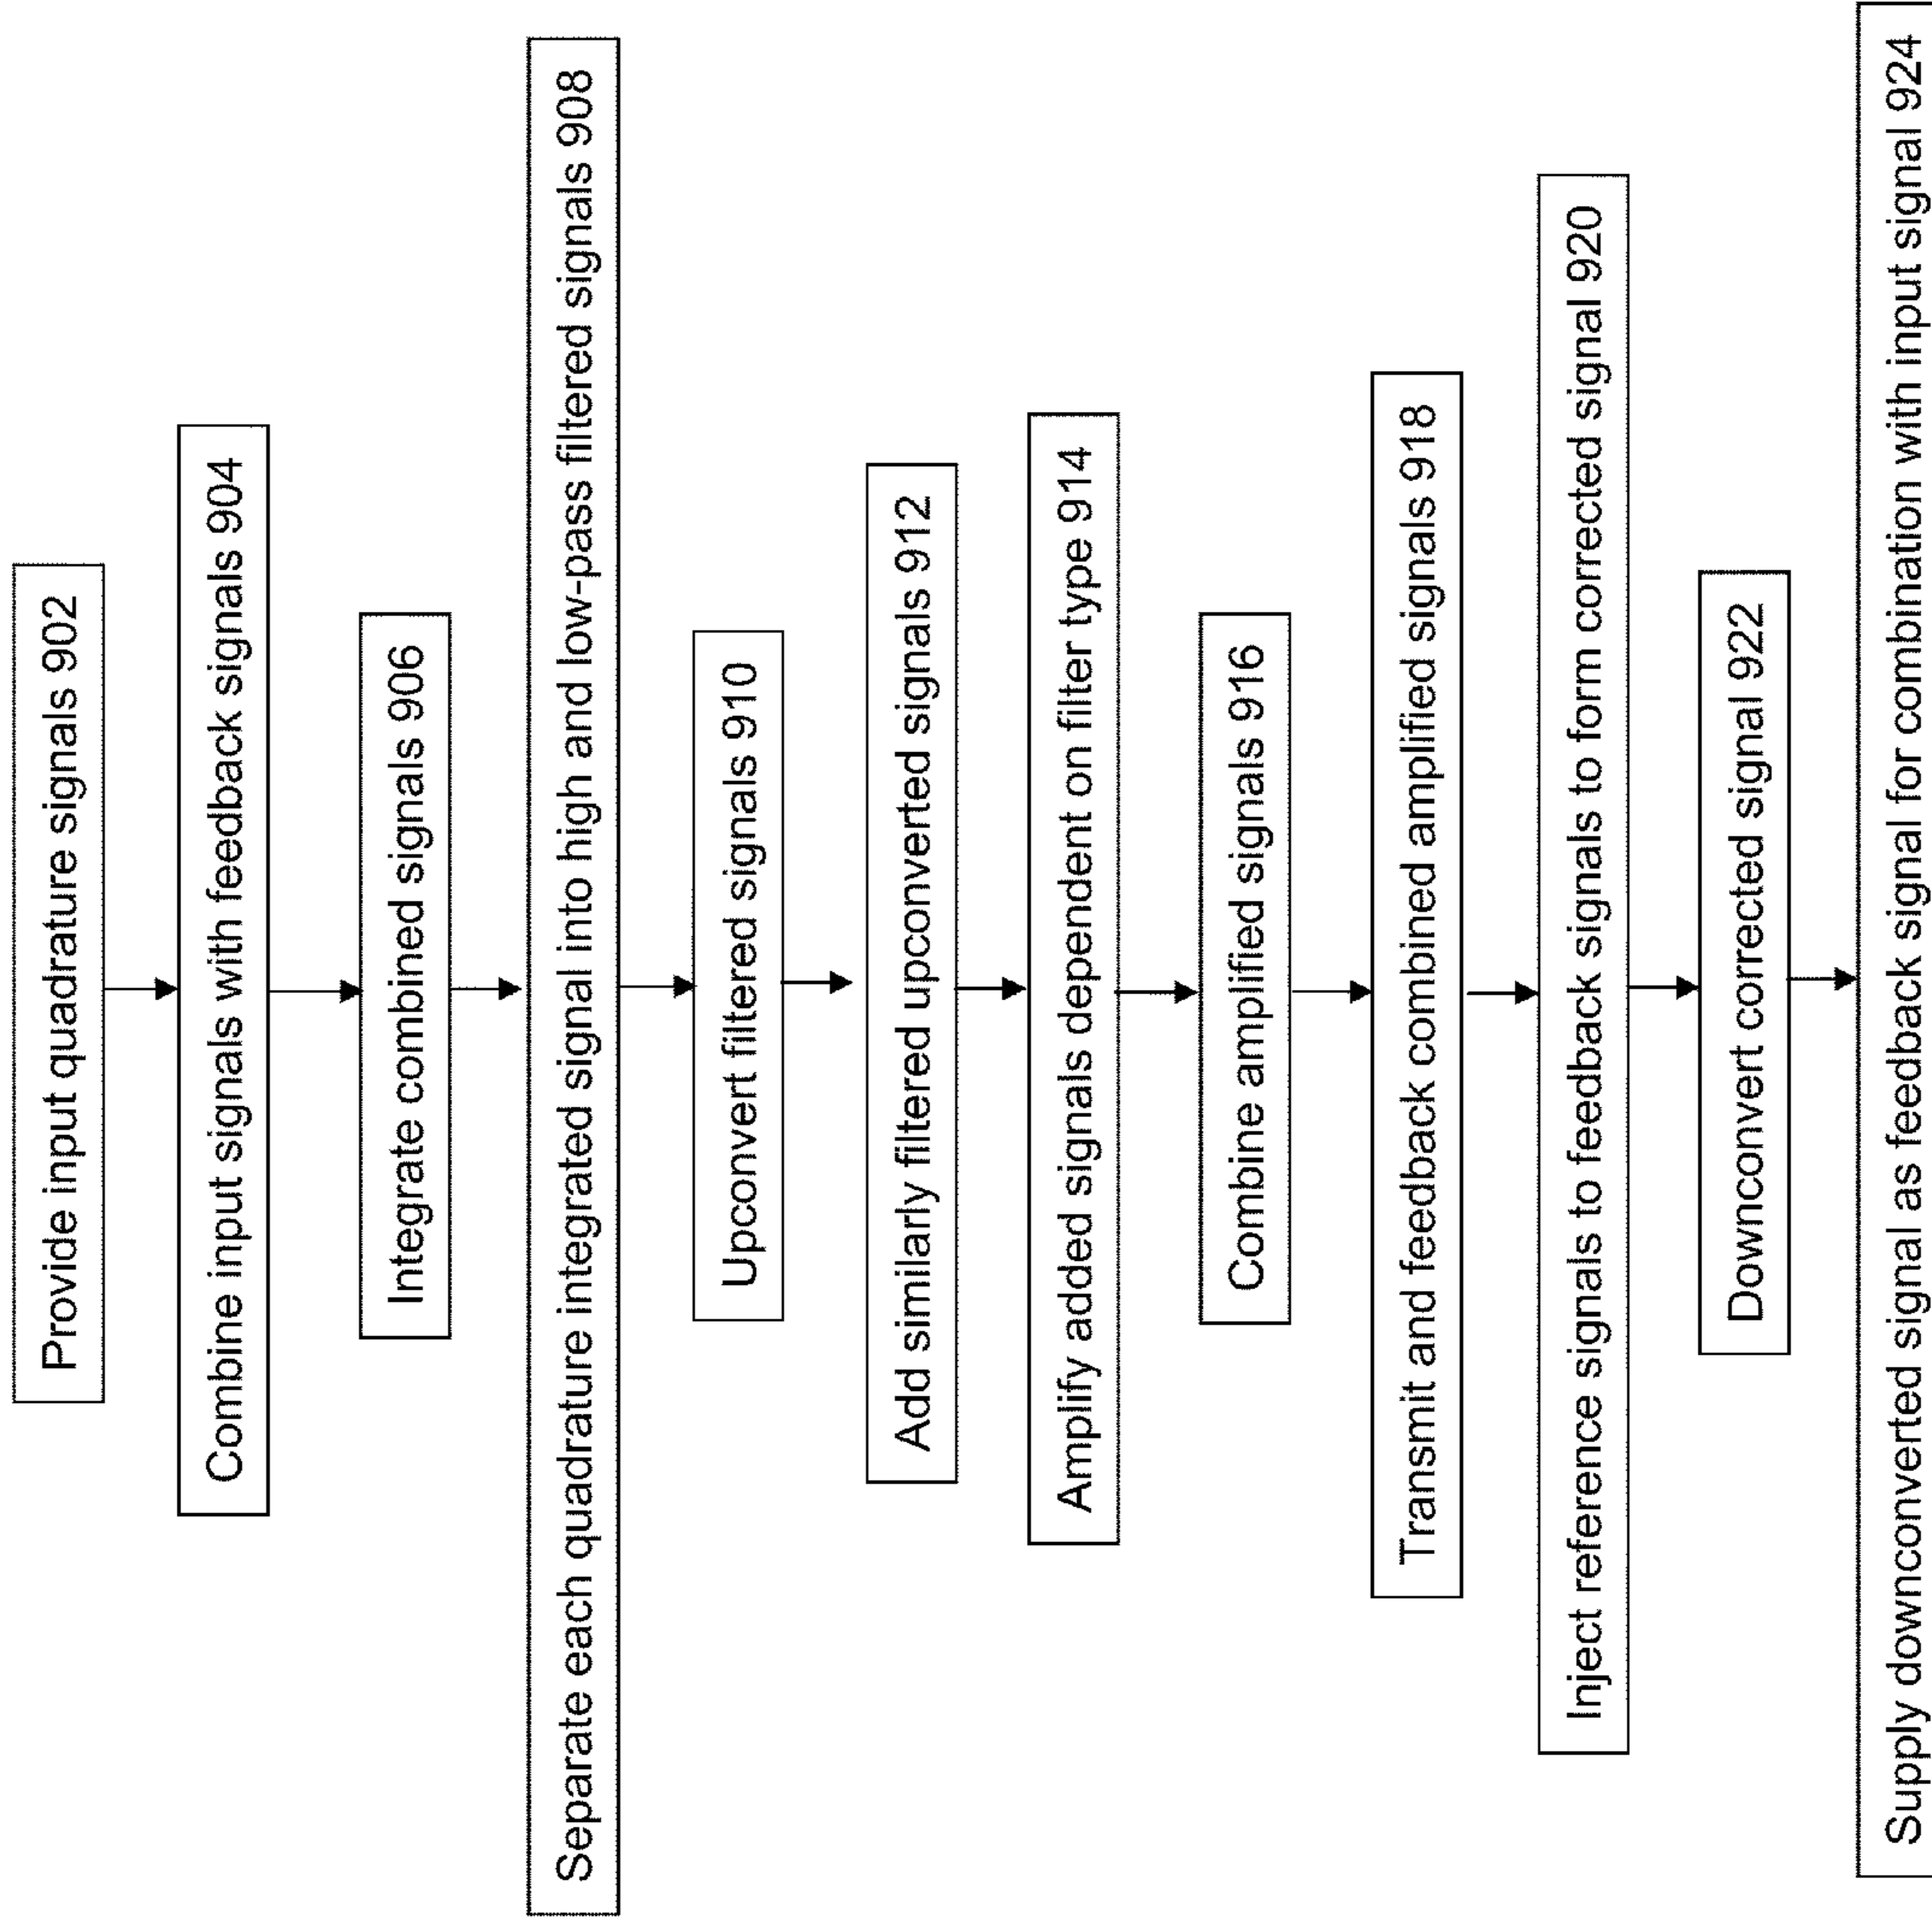 Provide input quadrature signals 902
Combine input signals with feedback signals 904
Integrate combined signals 906
Separate each quadrature integrated signal into high and low-pass filtered signals 908
Upconvert filtered signals 910
Add similarly filtered upconverted signals 912
Amplify added signals dependent on filter type 914
Combine amplified signals 916
Transmit and feedback combined amplified signals 918
Inject reference signals to feedback signals to form corrected signal 920
Downconvert corrected signal 922
Supply downconverted signal as feedback signal for combination with input signal 924